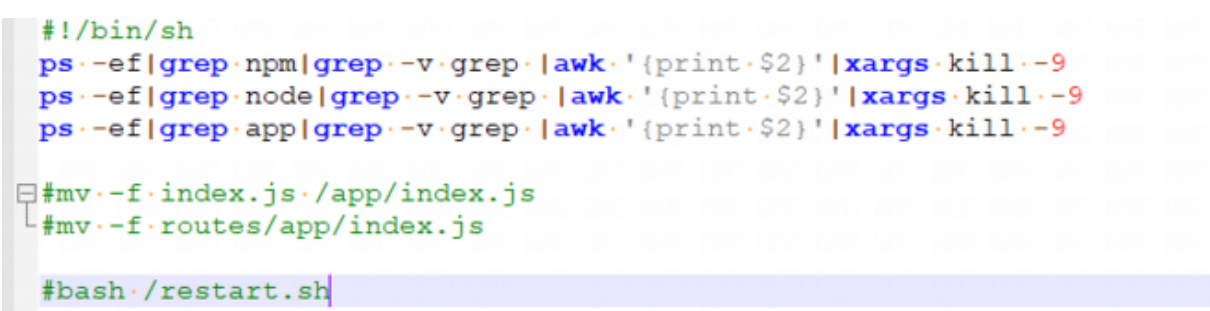 #!/bin/sh
ps -ef|grep npm|grep -v grep |awk '{print $2}'|xargs kill -9
ps -ef|grep node|grep -v grep |awk '{print $2}'|xargs kill -9
ps -ef|grep app|grep -v grep |awk '{print $2}'|xargs kill -9
#mv -f index.js /app/index.js
#mv -f routes/app/index.js
#bash /restart.sh